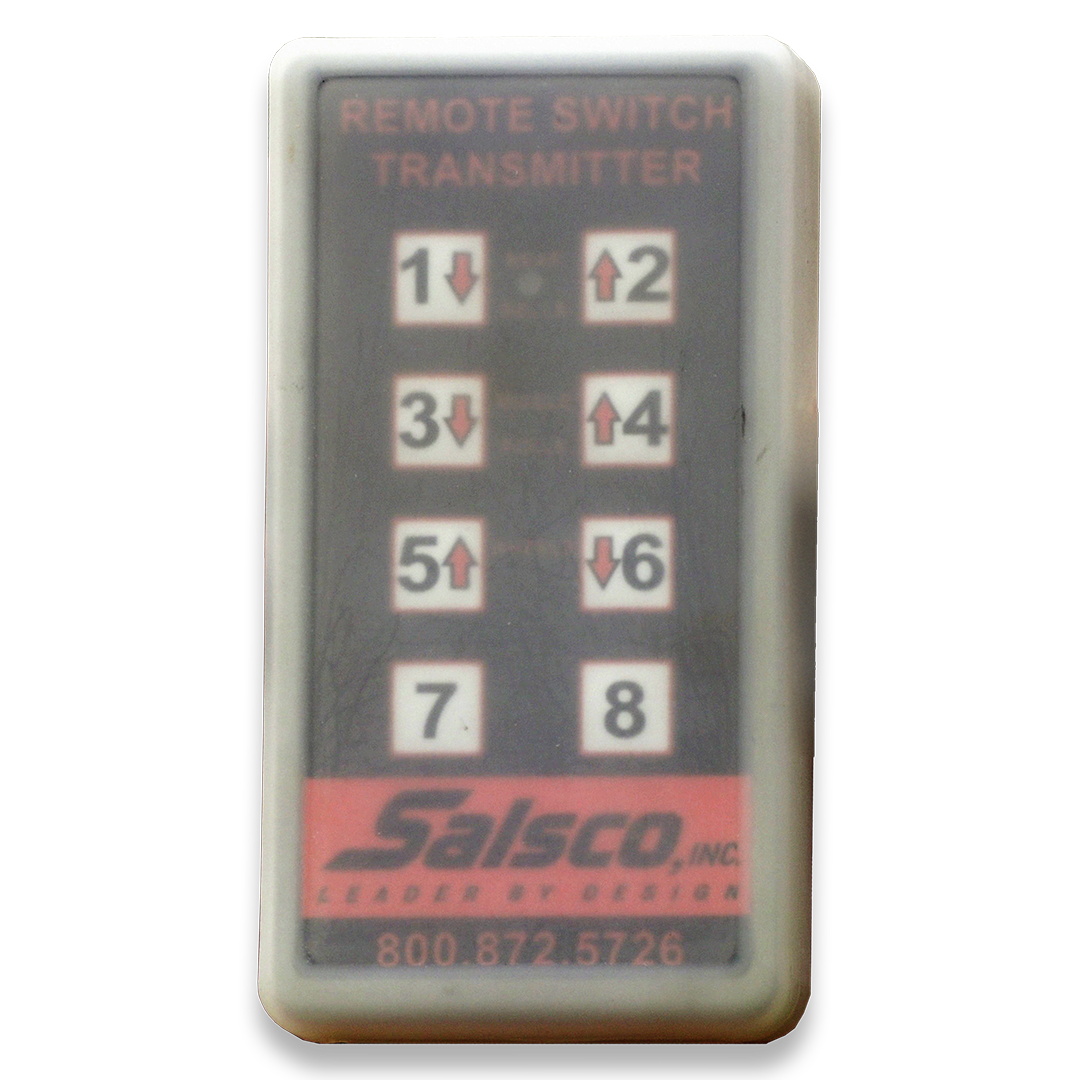 REMOTE SWITCH
TRANSMITTER
1 2
3 4
5 6
7 8
Salsco, INC.
LEADER BY DESIGN
800.872.5726